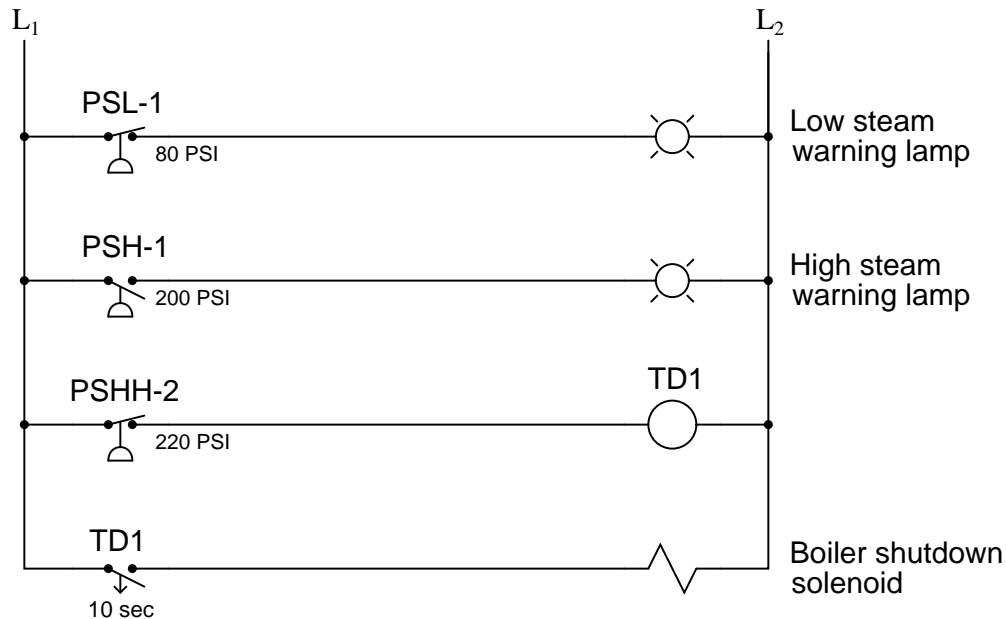 L₁
L₂
PSL-1
80 PSI
Low steam
warning lamp
PSH-1
200 PSI
High steam
warning lamp
PSHH-2
220 PSI
TD1
TD1
10 sec
Boiler shutdown
solenoid